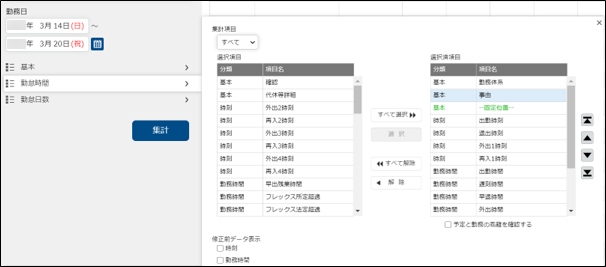 勤務日
年 3月 14日(日) ～
年 3月 20日(祝)
基本
勤怠時間
勤怠日数
集計
×
集計項目
すべて
選択項目
分類 項目名
基本 確認
基本 代休等詳細
時刻 外出2時刻
時刻 再入2時刻
時刻 外出3時刻
時刻 再入3時刻
時刻 外出4時刻
時刻 再入4時刻
勤務時間 早出残業時間
勤務時間 フレックス所定超過
勤務時間 フレックス法定超過
すべて選択
選択
すべて解除
解除
選択済項目
分類 項目名
基本 勤務体系
基本 事由
基本 --固定位置--
時刻 出勤時刻
時刻 退出時刻
時刻 外出1時刻
時刻 再入1時刻
勤務時間 出勤時間
勤務時間 遅刻時間
勤務時間 早退時間
勤務時間 外出時間
予定と勤務の乖離を確認する
修正前データ表示
時刻
勤務時間